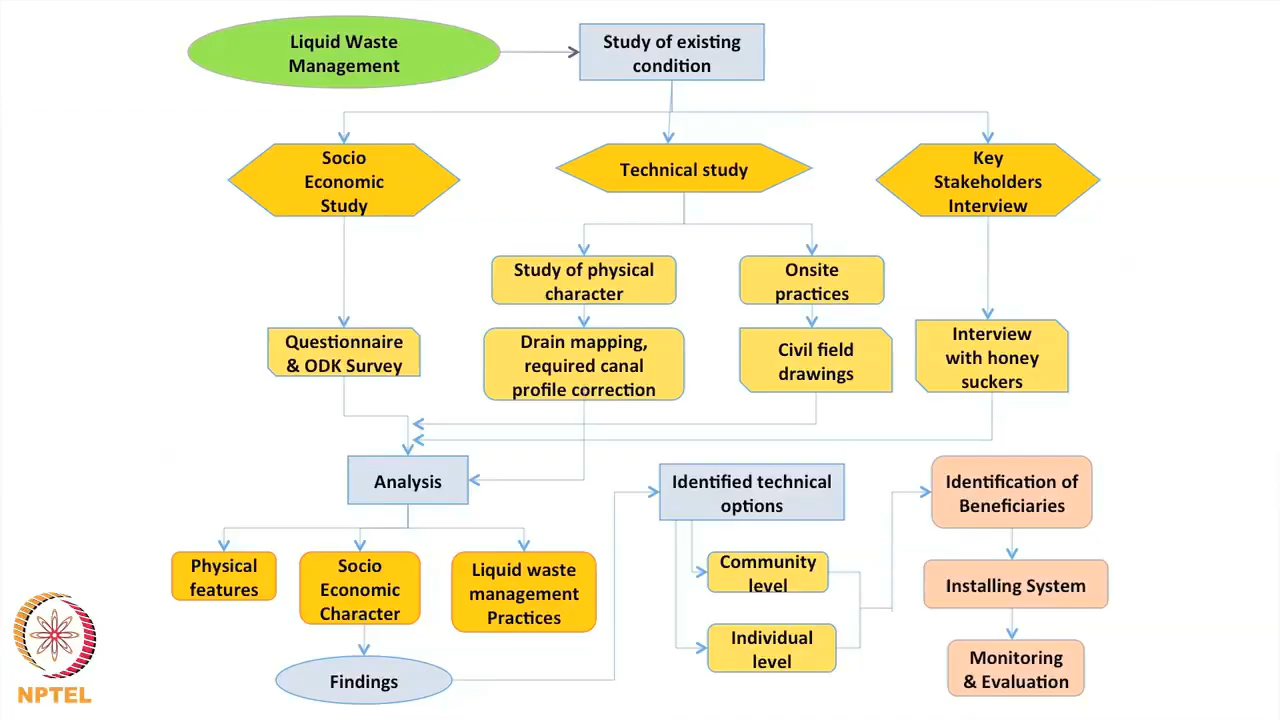 Liquid Waste
Management
Study of existing
condition
Socio
Economic
Study
Technical study
Key
Stakeholders
Interview
Study of physical
character
Onsite
practices
Questionnaire
& ODK Survey
Drain mapping,
required canal
profile correction
Civil field
drawings
Interview
with honey
suckers
Analysis
Identified technical
options
Identification of
Beneficiaries
Physical
features
Socio
Economic
Character
Liquid waste
management
Practices
Community
level
Installing System
Individual
level
Findings
Monitoring
& Evaluation
NPTEL